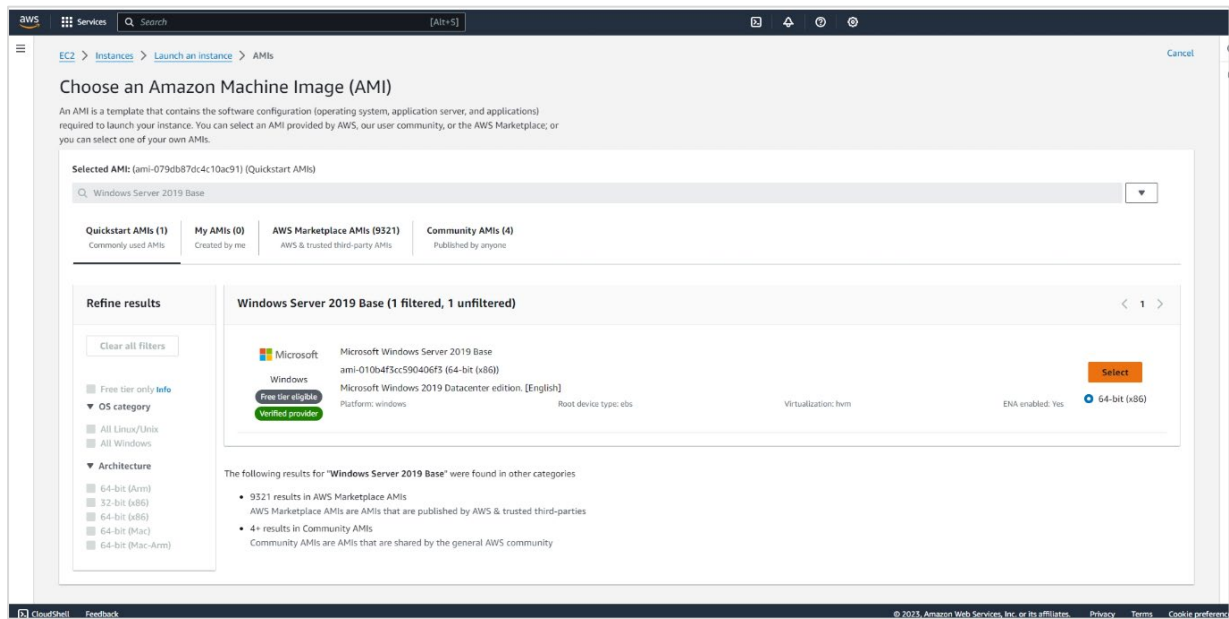 aws
Services
Search
[Alt+S]
EC2 > Instances > Launch an instance > AMIs
Cancel
Choose an Amazon Machine Image (AMI)
An AMI is a template that contains the software configuration (operating system, application server, and applications)
required to launch your instance. You can select an AMI provided by AWS, our user community, or the AWS Marketplace; or
you can select one of your own AMIs.
Selected AMI: (ami-079db87dc4c10ac91) (Quickstart AMIs)
Windows Server 2019 Base
Quickstart AMIs (1)
Commonly used AMIs
My AMIs (0)
Created by me
AWS Marketplace AMIs (9321)
AWS & trusted third-party AMIs
Community AMIs (4)
Published by anyone
Refine results
Clear all filters
Free tier only Info
OS category
All Linux/Unix
All Windows
Architecture
64-bit (Arm)
32-bit (x86)
64-bit (x86)
64-bit (Mac)
64-bit (Mac-Arm)
Windows Server 2019 Base (1 filtered, 1 unfiltered)
< 1 >
Microsoft
Windows
Free tier eligible
Verified provider
Microsoft Windows Server 2019 Base
ami-010b4f3cc590406f3 (64-bit (x86))
Microsoft Windows 2019 Datacenter edition. [English]
Platform: windows
Root device type: ebs
Virtualization: hvm
ENA enabled: Yes
Select
64-bit (x86)
The following results for "Windows Server 2019 Base" were found in other categories
• 9321 results in AWS Marketplace AMIs
AWS Marketplace AMIs are AMIs that are published by AWS & trusted third-parties
• 4+ results in Community AMIs
Community AMIs are AMIs that are shared by the general AWS community
CloudShell
Feedback
© 2023, Amazon Web Services, Inc. or its affiliates.
Privacy
Terms
Cookie preferenc